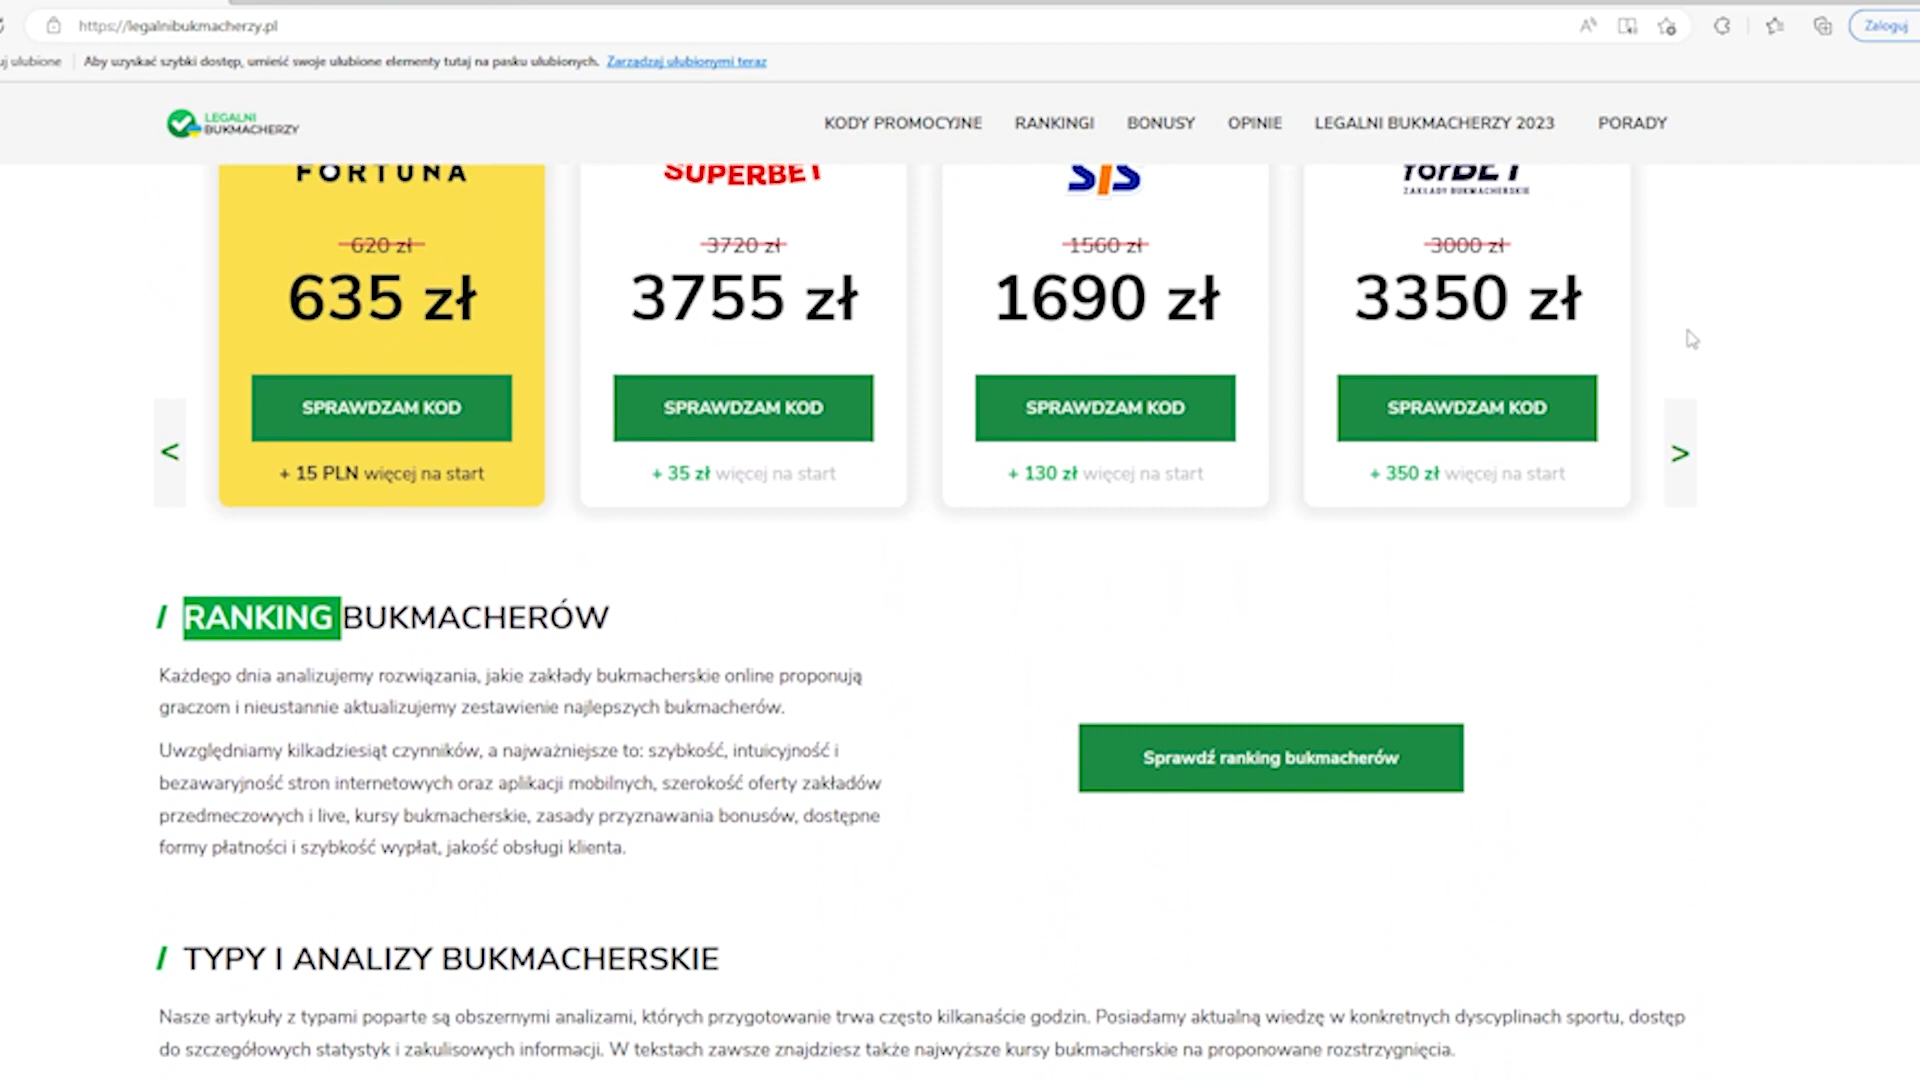 https://legalnibukmacherzy.pl
Zaloguj
uj ulubione
Aby uzyskać szybki dostęp, umieść swoje ulubione elementy tutaj na pasku ulubionych. Zarządzaj ulubionymi teraz
LEGALNI
BUKMACHERZY
KODY PROMOCYJNE RANKINGI BONUSY OPINIE LEGALNI BUKMACHERZY 2023 PORADY
FORTUNA SUPERBET STS forBET
ZAKŁADY BUKMACHERSKIE
620 zł 3720 zł 1560 zł 3000 zł
635 zł 3755 zł 1690 zł 3350 zł
SPRAWDZAM KOD SPRAWDZAM KOD SPRAWDZAM KOD SPRAWDZAM KOD
< >
+ 15 PLN więcej na start + 35 zł więcej na start + 130 zł więcej na start + 350 zł więcej na start
/ RANKING BUKMACHERÓW
Każdego dnia analizujemy rozwiązania, jakie zakłady bukmacherskie online proponują
graczom i nieustannie aktualizujemy zestawienie najlepszych bukmacherów.
Uwzględniamy kilkadziesiąt czynników, a najważniejsze to: szybkość, intuicyjność i
bezawaryjność stron internetowych oraz aplikacji mobilnych, szerokość oferty zakładów
przedmeczowych i live, kursy bukmacherskie, zasady przyznawania bonusów, dostępne
formy płatności i szybkość wypłat, jakość obsługi klienta.
Sprawdź ranking bukmacherów
/ TYPY I ANALIZY BUKMACHERSKIE
Nasze artykuły z typami poparte są obszernymi analizami, których przygotowanie trwa często kilkanaście godzin. Posiadamy aktualną wiedzę w konkretnych dyscyplinach sportu, dostęp
do szczegółowych statystyk i zakulisowych informacji. W tekstach zawsze znajdziesz także najwyższe kursy bukmacherskie na proponowane rozstrzygnięcia.